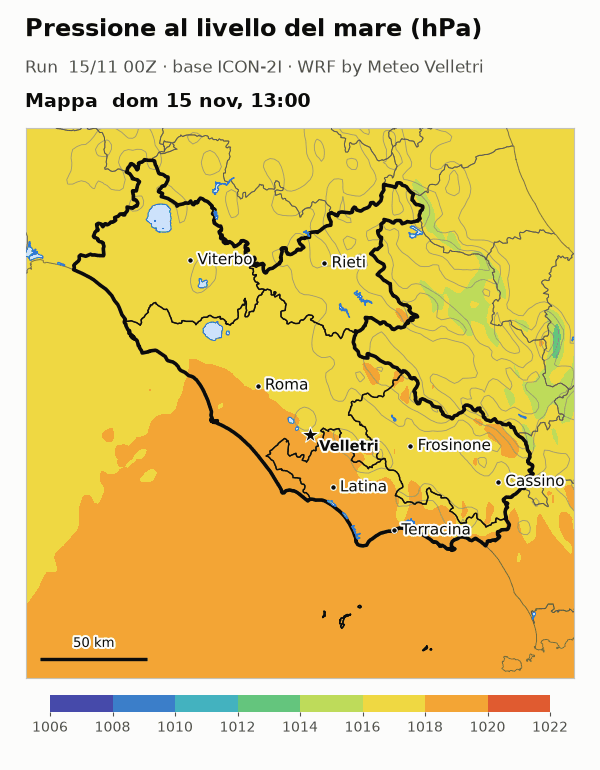 Pressione al livello del mare (hPa)
Run  15/11 00Z · base ICON-2I · WRF by Meteo Velletri
Mappa  dom 15 nov, 13:00
Viterbo
Rieti
Roma
Velletri
Frosinone
Cassino
Latina
Terracina
50 km
1006 1008 1010 1012 1014 1016 1018 1020 1022